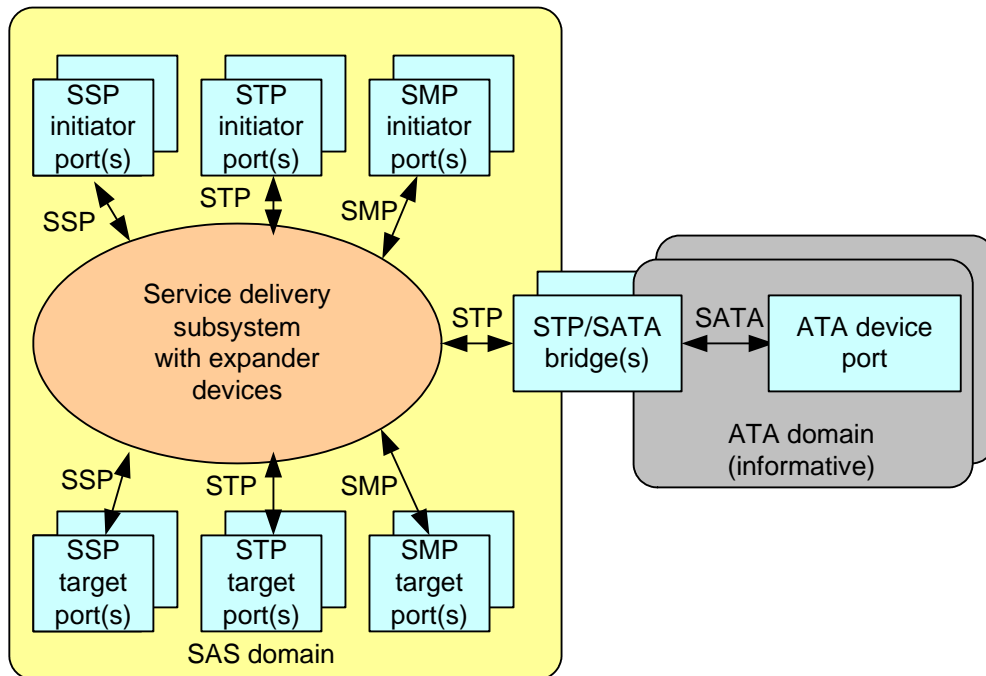 SSP
initiator
port(s)
STP
initiator
port(s)
SMP
initiator
port(s)
SSP
STP
SMP
Service delivery
subsystem
with expander
devices
STP
STP/SATA
bridge(s)
SATA
ATA device
port
ATA domain
(informative)
SSP
STP
SMP
SSP
target
port(s)
STP
target
port(s)
SMP
target
port(s)
SAS domain